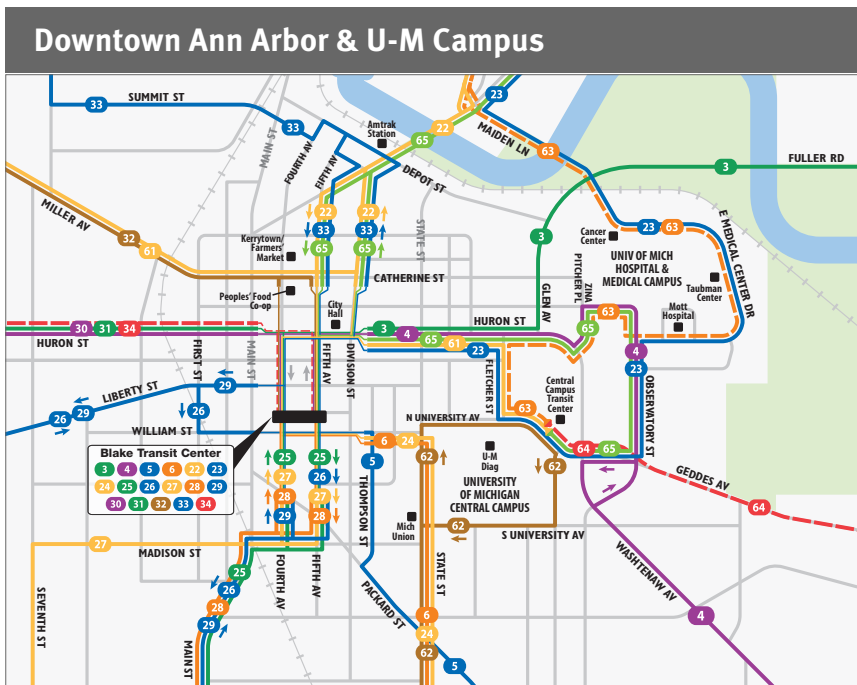 Downtown Ann Arbor & U-M Campus
SUMMIT ST
33
33
MAIN ST
FOURTH AV
FIFTH AV
Amtrak
Station
DEPOT ST
65
22
23
MAIDEN LN
63
3
FULLER RD
MILLER AV
32
61
22
33
65
22
33
65
Kerrytown/
Farmers'
Market
STATE ST
CATHERINE ST
Peoples' Food
Co-op
City
Hall
3
GLEN AV
Cancer
Center
23
63
E MEDICAL CENTER DR
UNIV OF MICH
HOSPITAL &
MEDICAL CAMPUS
Taubman
Center
ZINA
PITCHER PL
63
65
Mott
Hospital
30
31
34
HURON ST
3
4
HURON ST
65
61
23
4
23
OBSERVATORY ST
FIRST ST
MAIN ST
FIFTH AV
DIVISION ST
FLETCHER ST
LIBERTY ST
29
26
29
26
WILLIAM ST
Central
Campus
Transit
Center
63
N UNIVERSITY AV
6
24
5
62
64
65
U-M
Diag
62
GEDDES AV
64
Blake Transit Center
3
4
5
6
22
23
24
25
26
27
28
29
30
31
32
33
34
25
27
28
29
25
26
27
28
THOMPSON ST
Mich
Union
UNIVERSITY
OF MICHIGAN
CENTRAL CAMPUS
62
S UNIVERSITY AV
27
MADISON ST
SEVENTH ST
25
26
28
29
MAIN ST
FOURTH AV
FIFTH AV
PACKARD ST
STATE ST
6
24
62
5
WASHTENAW AV
4